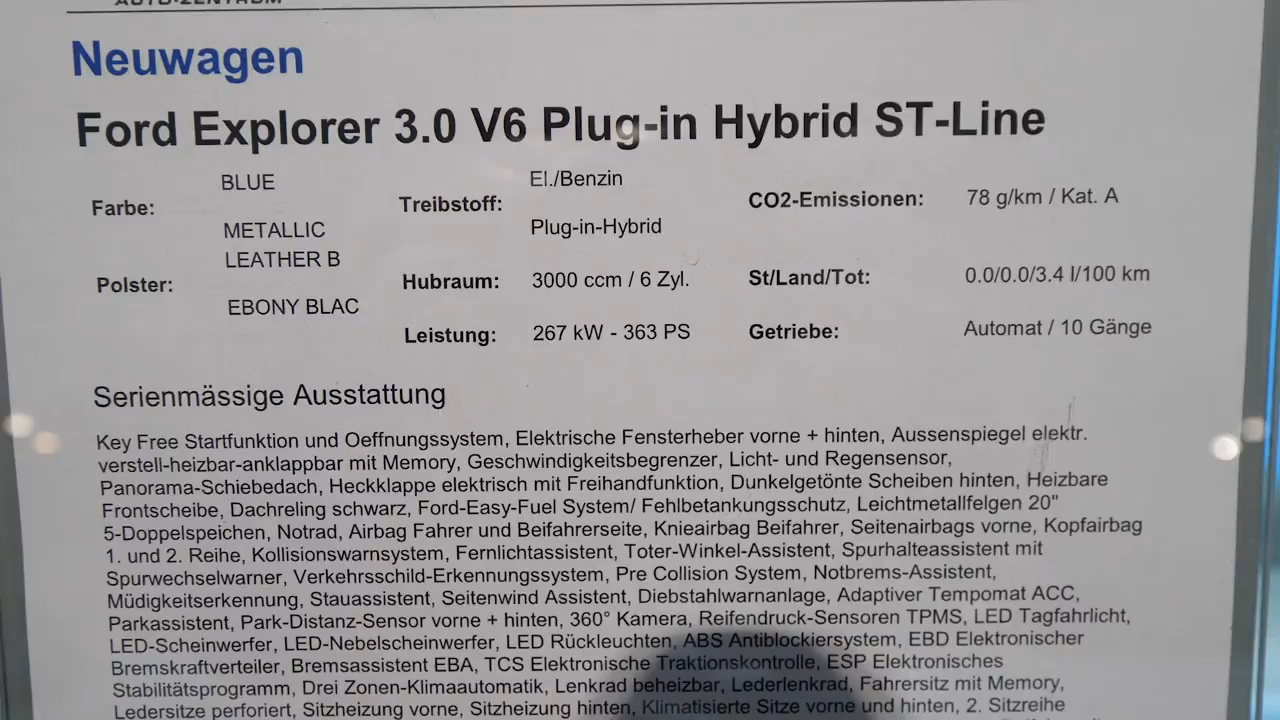 AUTO-ZENTRUM
Neuwagen
Ford Explorer 3.0 V6 Plug-in Hybrid ST-Line
Farbe: BLUE METALLIC
Polster: LEATHER B EBONY BLAC
Treibstoff: El./Benzin Plug-in-Hybrid
Hubraum: 3000 ccm / 6 Zyl.
Leistung: 267 kW - 363 PS
CO2-Emissionen: 78 g/km / Kat. A
St/Land/Tot: 0.0/0.0/3.4 l/100 km
Getriebe: Automat / 10 Gänge
Serienmässige Ausstattung
Key Free Startfunktion und Oeffnungssystem, Elektrische Fensterheber vorne + hinten, Aussenspiegel elektr.
verstell-heizbar-anklappbar mit Memory, Geschwindigkeitsbegrenzer, Licht- und Regensensor,
Panorama-Schiebedach, Heckklappe elektrisch mit Freihandfunktion, Dunkelgetönte Scheiben hinten, Heizbare
Frontscheibe, Dachreling schwarz, Ford-Easy-Fuel System/ Fehlbetankungsschutz, Leichtmetallfelgen 20"
5-Doppelspeichen, Notrad, Airbag Fahrer und Beifahrerseite, Knieairbag Beifahrer, Seitenairbags vorne, Kopfairbag
1. und 2. Reihe, Kollisionswarnsystem, Fernlichtassistent, Toter-Winkel-Assistent, Spurhalteassistent mit
Spurwechselwarner, Verkehrsschild-Erkennungssystem, Pre Collision System, Notbrems-Assistent,
Müdigkeitserkennung, Stauassistent, Seitenwind Assistent, Diebstahlwarnanlage, Adaptiver Tempomat ACC,
Parkassistent, Park-Distanz-Sensor vorne + hinten, 360° Kamera, Reifendruck-Sensoren TPMS, LED Tagfahrlicht,
LED-Scheinwerfer, LED-Nebelscheinwerfer, LED Rückleuchten, ABS Antiblockiersystem, EBD Elektronischer
Bremskraftverteiler, Bremsassistent EBA, TCS Elektronische Traktionskontrolle, ESP Elektronisches
Stabilitätsprogramm, Drei Zonen-Klimaautomatik, Lenkrad beheizbar, Lederlenkrad, Fahrersitz mit Memory,
Ledersitze perforiert, Sitzheizung vorne, Sitzheizung hinten, Klimatisierte Sitze vorne und hinten, 2. Sitzreihe